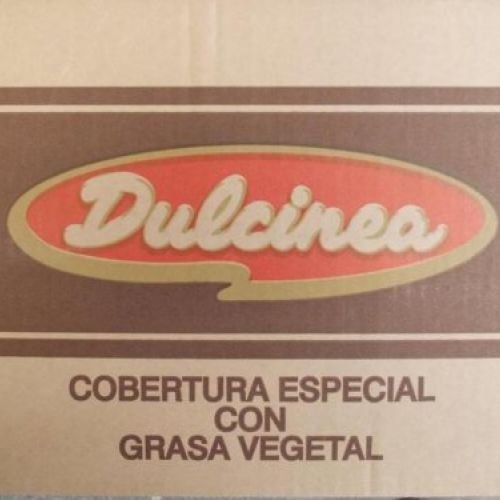 Dulcinea
COBERTURA ESPECIAL
CON
GRASA VEGETAL